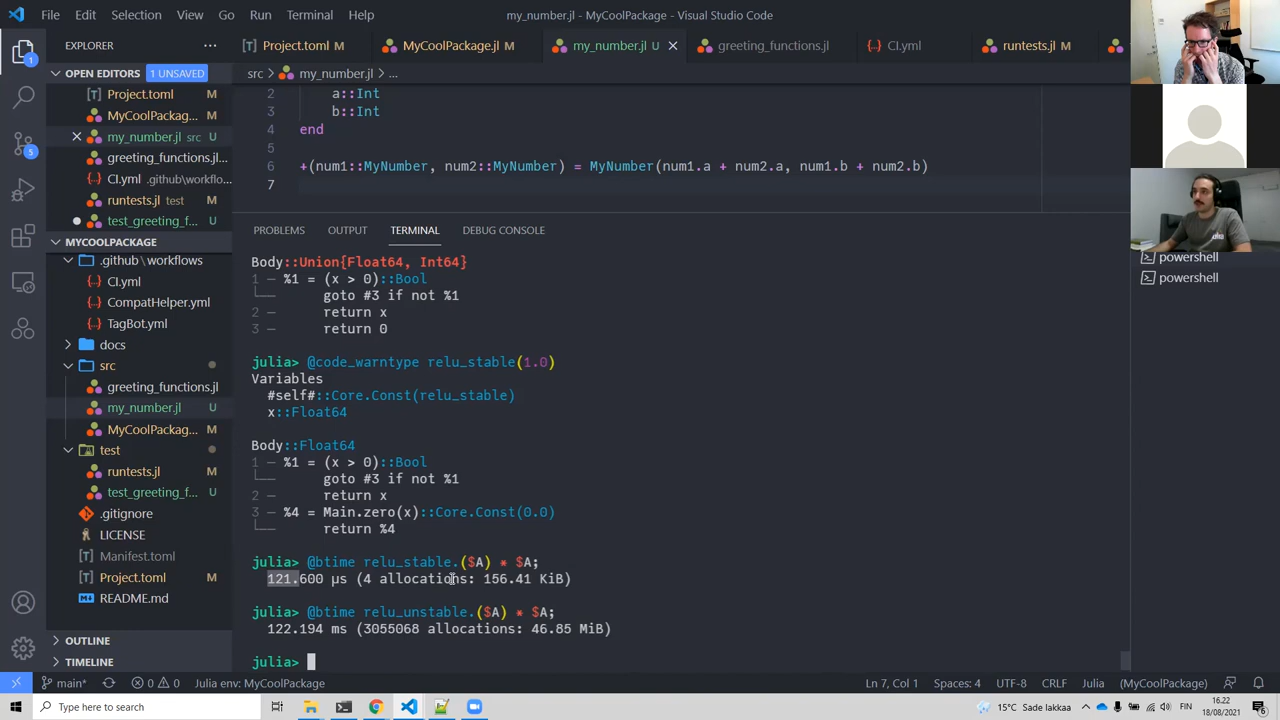 File Edit Selection View Go Run Terminal Help
my_number.jl - MyCoolPackage - Visual Studio Code
EXPLORER
Project.toml M
MyCoolPackage.jl M
my_number.jl U
greeting_functions.jl
CI.yml
runtests.jl M
OPEN EDITORS 1 UNSAVED
Project.toml M
MyCoolPackag... M
my_number.jl src U
greeting_functions.jl...
CI.yml .github\workflo...
runtests.jl test M
test_greeting_f... U
MYCOOLPACKAGE
.github\workflows
CI.yml
CompatHelper.yml
TagBot.yml
docs
src
greeting_functions.jl
my_number.jl U
MyCoolPackag... M
test
runtests.jl M
test_greeting_f... U
.gitignore
LICENSE
Manifest.toml
Project.toml M
README.md
OUTLINE
TIMELINE
src > my_number.jl > ...
2 a::Int
3 b::Int
4 end
5
6 +(num1::MyNumber, num2::MyNumber) = MyNumber(num1.a + num2.a, num1.b + num2.b)
7
PROBLEMS OUTPUT TERMINAL DEBUG CONSOLE
Body::Union{Float64, Int64}
1 ─ %1 = (x > 0)::Bool
└── goto #3 if not %1
2 ─ return x
3 ─ return 0
julia> @code_warntype relu_stable(1.0)
Variables
#self#::Core.Const(relu_stable)
x::Float64
Body::Float64
1 ─ %1 = (x > 0)::Bool
└── goto #3 if not %1
2 ─ return x
3 ─ %4 = Main.zero(x)::Core.Const(0.0)
└── return %4
julia> @btime relu_stable.($A) * $A;
121.600 μs (4 allocations: 156.41 KiB)
julia> @btime relu_unstable.($A) * $A;
122.194 ms (3055068 allocations: 46.85 MiB)
julia>
powershell
powershell
main* 0 0 Julia env: MyCoolPackage
Ln 7, Col 1 Spaces: 4 UTF-8 CRLF Julia (MyCoolPackage)
Type here to search
15°C Sade lakkaa
FIN
16.22
18/08/2021